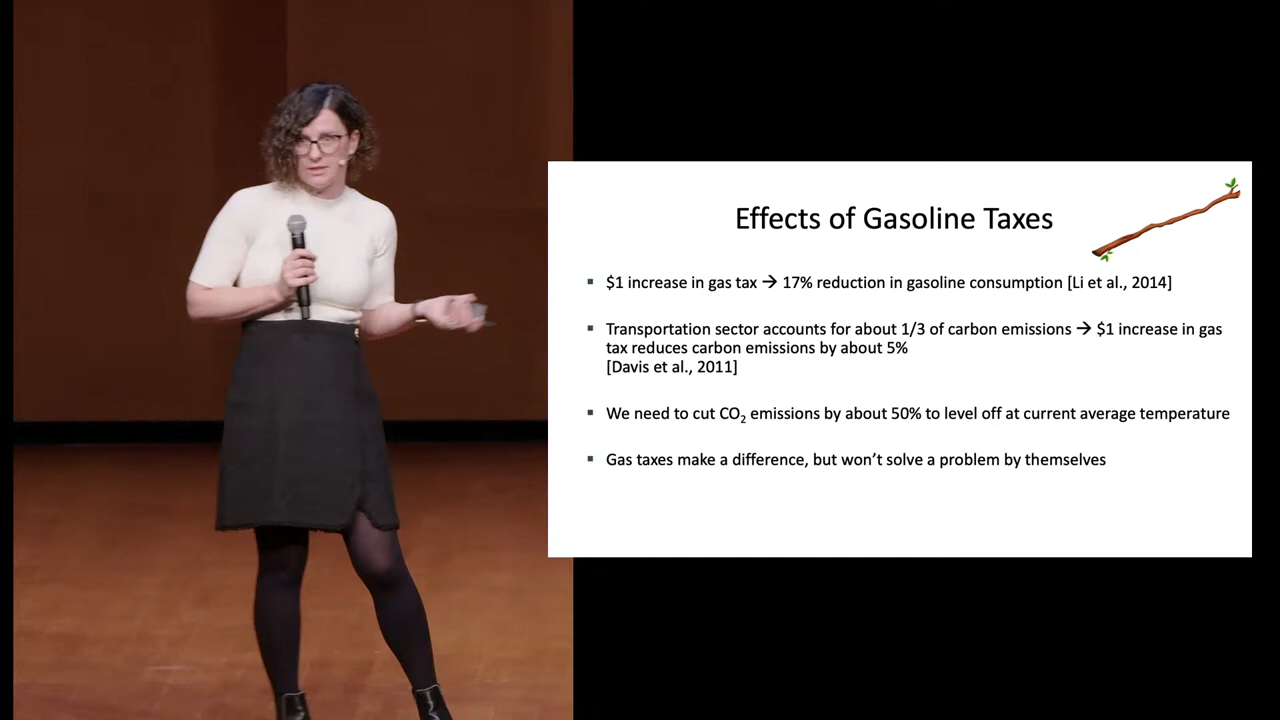 Effects of Gasoline Taxes
▪ $1 increase in gas tax → 17% reduction in gasoline consumption [Li et al., 2014]
▪ Transportation sector accounts for about 1/3 of carbon emissions → $1 increase in gas
tax reduces carbon emissions by about 5%
[Davis et al., 2011]
▪ We need to cut CO₂ emissions by about 50% to level off at current average temperature
▪ Gas taxes make a difference, but won’t solve a problem by themselves